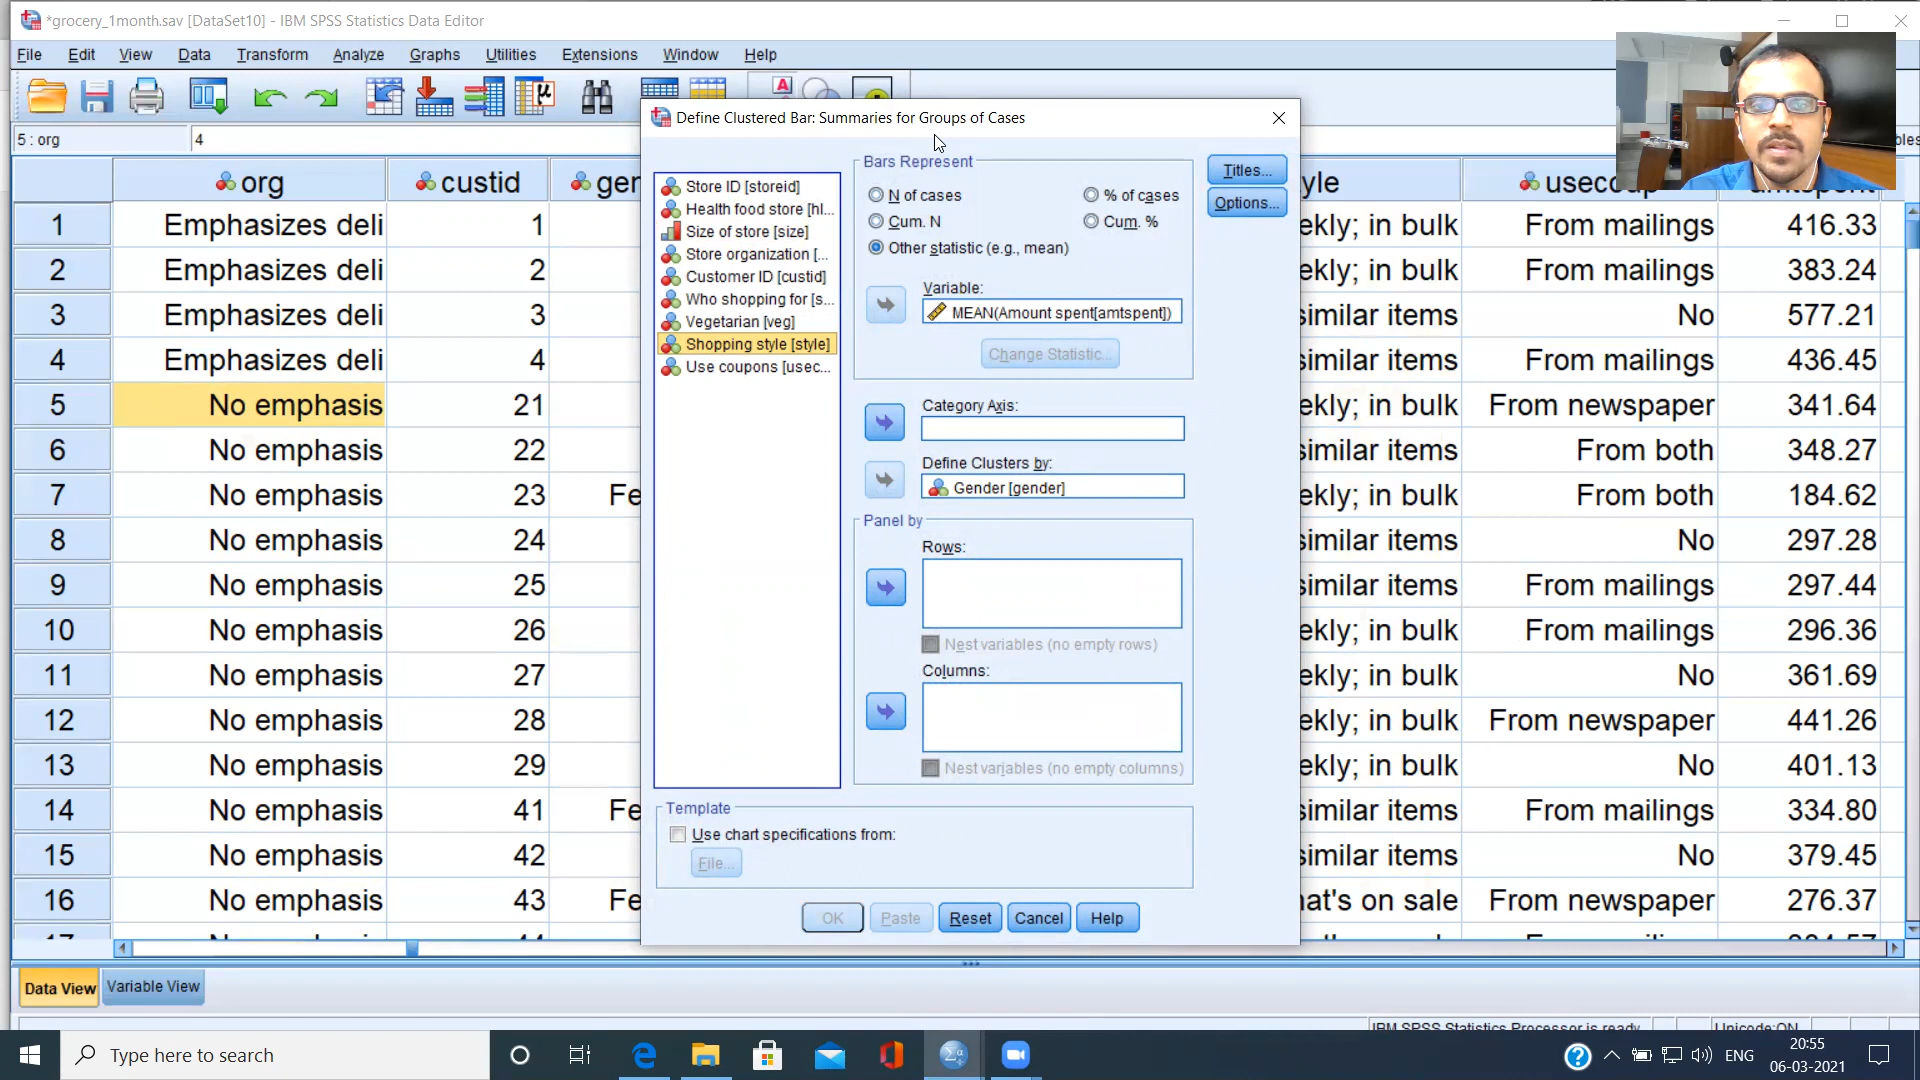 *grocery_1month.sav [DataSet10] - IBM SPSS Statistics Data Editor
File Edit View Data Transform Analyze Graphs Utilities Extensions Window Help
5 : org 4
org custid
1 Emphasizes deli 1 From mailings 416.33
2 Emphasizes deli 2 From mailings 383.24
3 Emphasizes deli 3 No 577.21
4 Emphasizes deli 4 From mailings 436.45
5 No emphasis 21 From newspaper 341.64
6 No emphasis 22 From both 348.27
7 No emphasis 23 Fe From both 184.62
8 No emphasis 24 No 297.28
9 No emphasis 25 From mailings 297.44
10 No emphasis 26 From mailings 296.36
11 No emphasis 27 No 361.69
12 No emphasis 28 From newspaper 441.26
13 No emphasis 29 No 401.13
14 No emphasis 41 Fe From mailings 334.80
15 No emphasis 42 No 379.45
16 No emphasis 43 Fe From newspaper 276.37
ekly; in bulk
ekly; in bulk
similar items
similar items
ekly; in bulk
similar items
ekly; in bulk
similar items
similar items
ekly; in bulk
ekly; in bulk
ekly; in bulk
ekly; in bulk
similar items
similar items
hat's on sale
Define Clustered Bar: Summaries for Groups of Cases
Store ID [storeid]
Health food store [hl...
Size of store [size]
Store organization [...
Customer ID [custid]
Who shopping for [s...
Vegetarian [veg]
Shopping style [style]
Use coupons [usec...
Bars Represent
N of cases % of cases
Cum. N Cum. %
Other statistic (e.g., mean)
Variable:
MEAN(Amount spent[amtspent])
Change Statistic...
Category Axis:
Define Clusters by:
Gender [gender]
Panel by
Rows:
Nest variables (no empty rows)
Columns:
Nest variables (no empty columns)
Titles...
Options...
Template
Use chart specifications from:
File...
OK Paste Reset Cancel Help
Data View Variable View
IBM SPSS Statistics Processor is ready Unicode:ON
Type here to search
ENG
20:55
06-03-2021